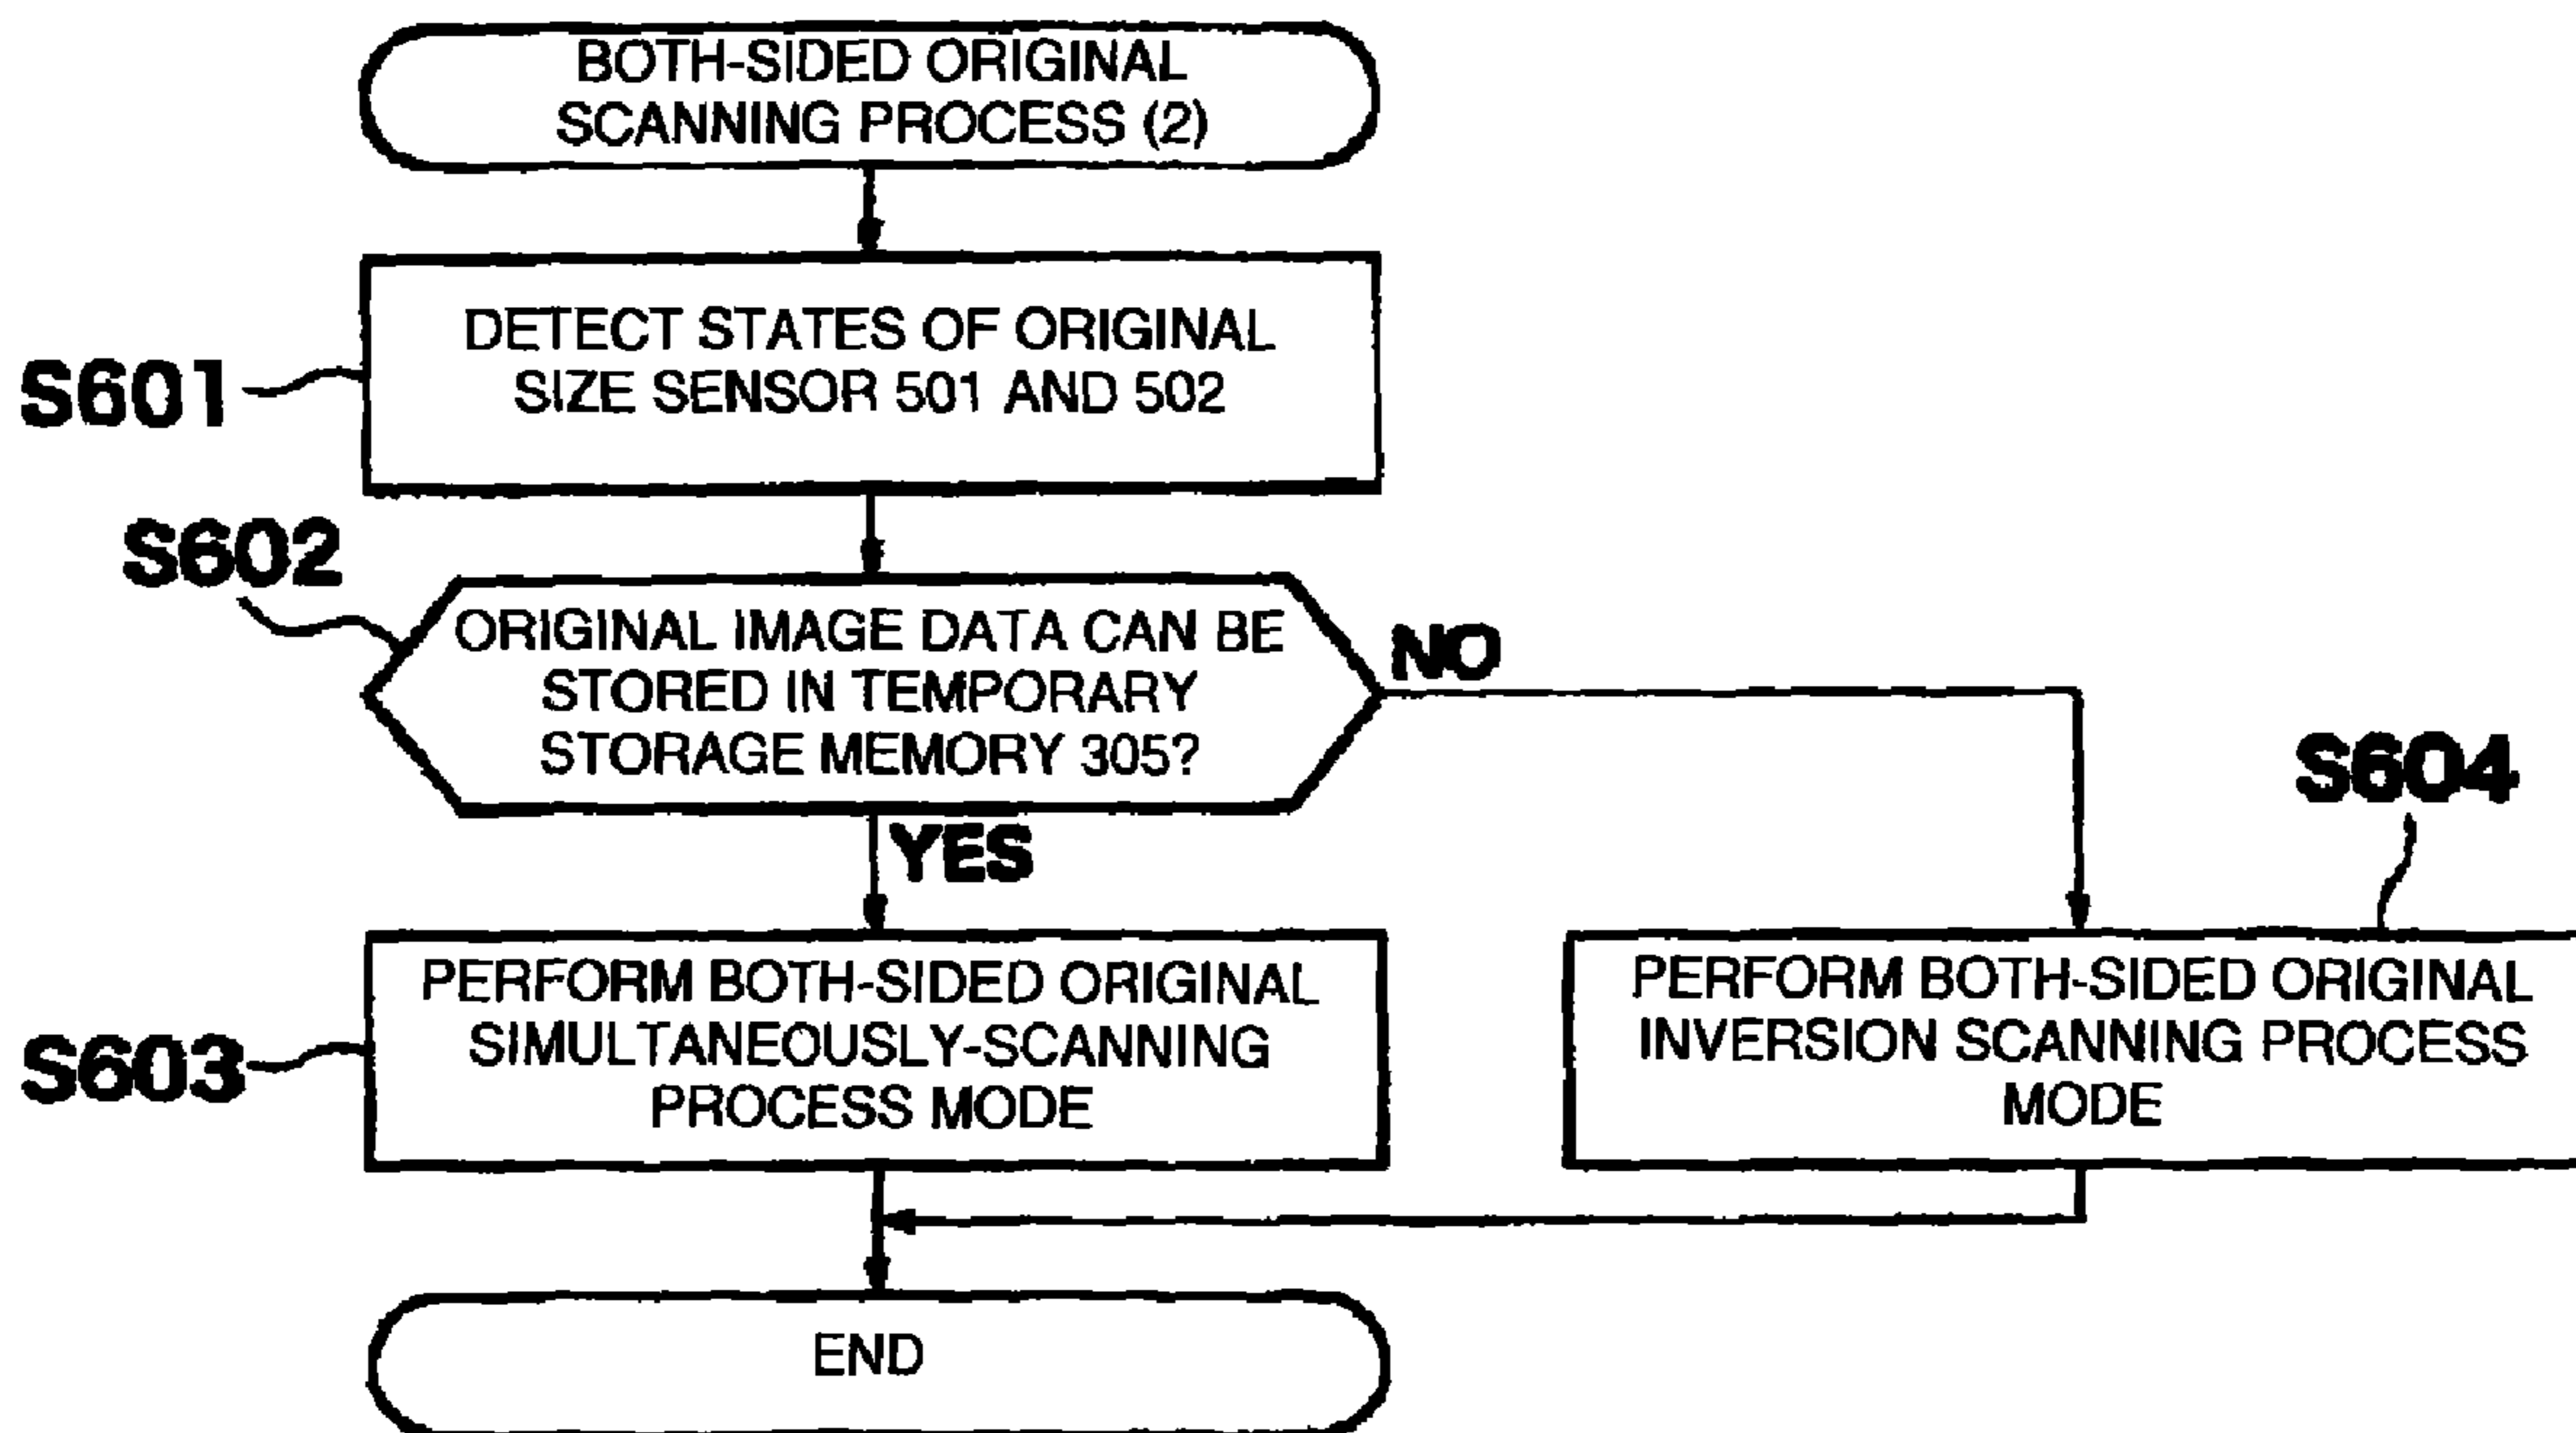 BOTH-SIDED ORIGINAL
SCANNING PROCESS (2)
S601
DETECT STATES OF ORIGINAL
SIZE SENSOR 501 AND 502
S602
ORIGINAL IMAGE DATA CAN BE
STORED IN TEMPORARY
STORAGE MEMORY 305?
NO
YES
S603
PERFORM BOTH-SIDED ORIGINAL
SIMULTANEOUSLY-SCANNING
PROCESS MODE
S604
PERFORM BOTH-SIDED ORIGINAL
INVERSION SCANNING PROCESS
MODE
END